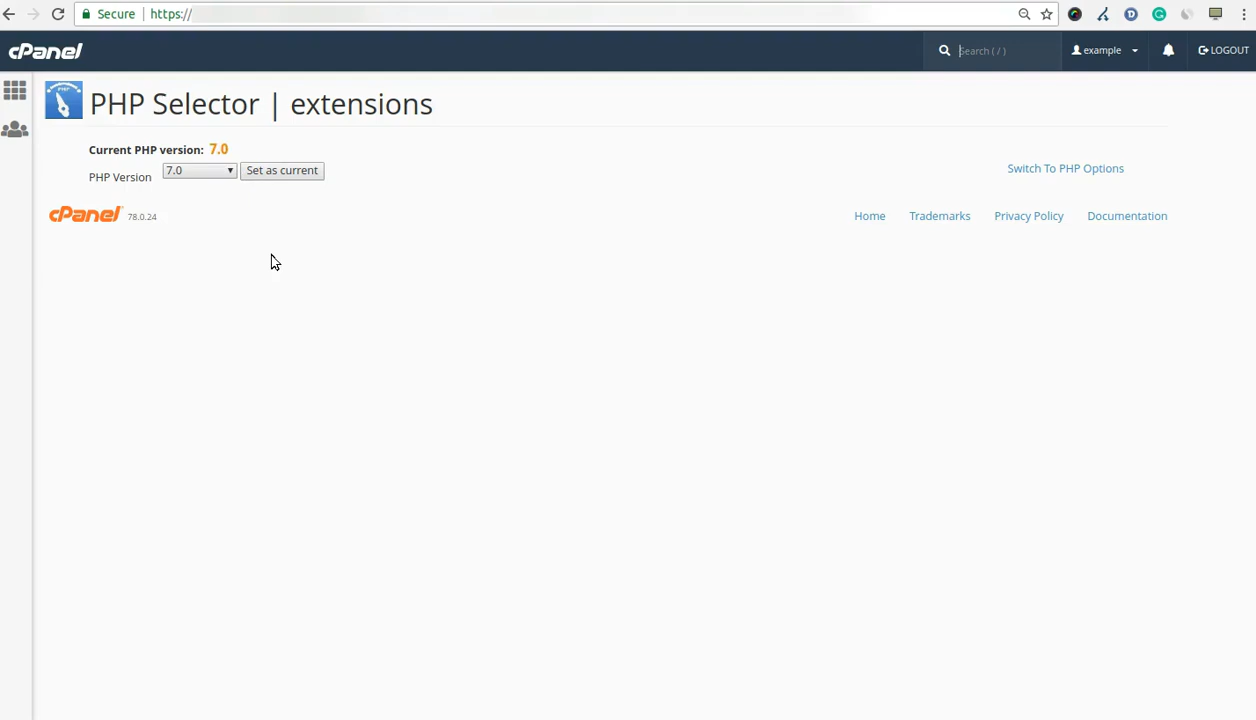 Secure https://
cPanel Search ( / ) example LOGOUT
PHP PHP Selector | extensions
Current PHP version: 7.0
PHP Version 7.0 Set as current Switch To PHP Options
cPanel 78.0.24 Home Trademarks Privacy Policy Documentation